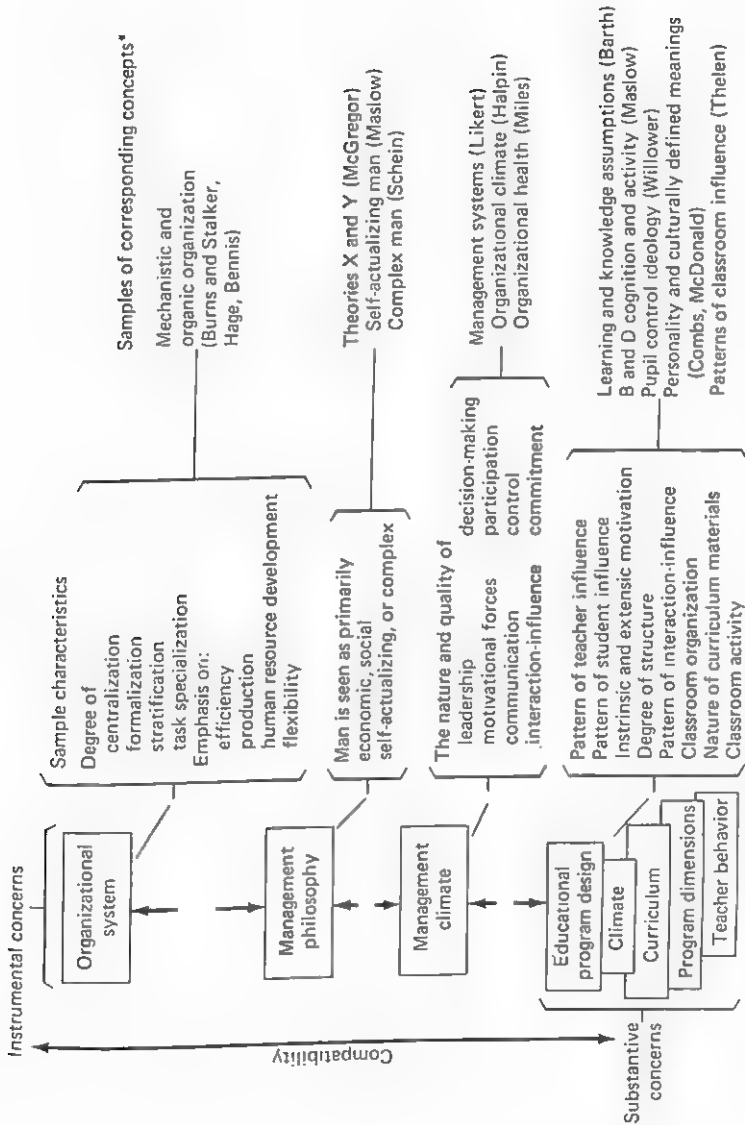 Instrumental concerns
Organizational
system
Management
philosophy
Management
climate
Educational
program design
Climate
Curriculum
Program dimensions
Teacher behavior
Compatibility
Substantive
concerns
Sample characteristics
Degree of
centralization
formalization
stratification
task specialization
Emphasis on:
efficiency
production
human resource development
flexibility
Man is seen as primarily
economic, social
self-actualizing, or complex
The nature and quality of
leadership
motivational forces
communication
interaction-influence
decision-making
participation
control
commitment
Pattern of teacher influence
Pattern of student influence
Instrinsic and extensic motivation
Degree of structure
Pattern of interaction-influence
Classroom organization
Nature of curriculum materials
Classroom activity
Samples of corresponding concepts*
Mechanistic and
organic organization
(Burns and Stalker,
Hage, Bennis)
Theories X and Y (McGregor)
Self-actualizing man (Maslow)
Complex man (Schein)
Management systems (Likert)
Organizational climate (Halpin)
Organizational health (Miles)
Learning and knowledge assumptions (Barth)
B and D cognition and activity (Maslow)
Pupil control ideology (Willower)
Personality and culturally defined meanings
(Combs, McDonald)
Patterns of classroom influence (Thelen)